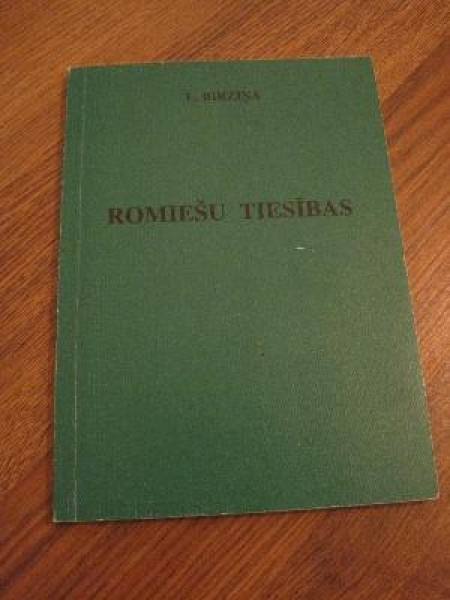 L. BIRZIŅA
ROMIEŠU TIESĪBAS